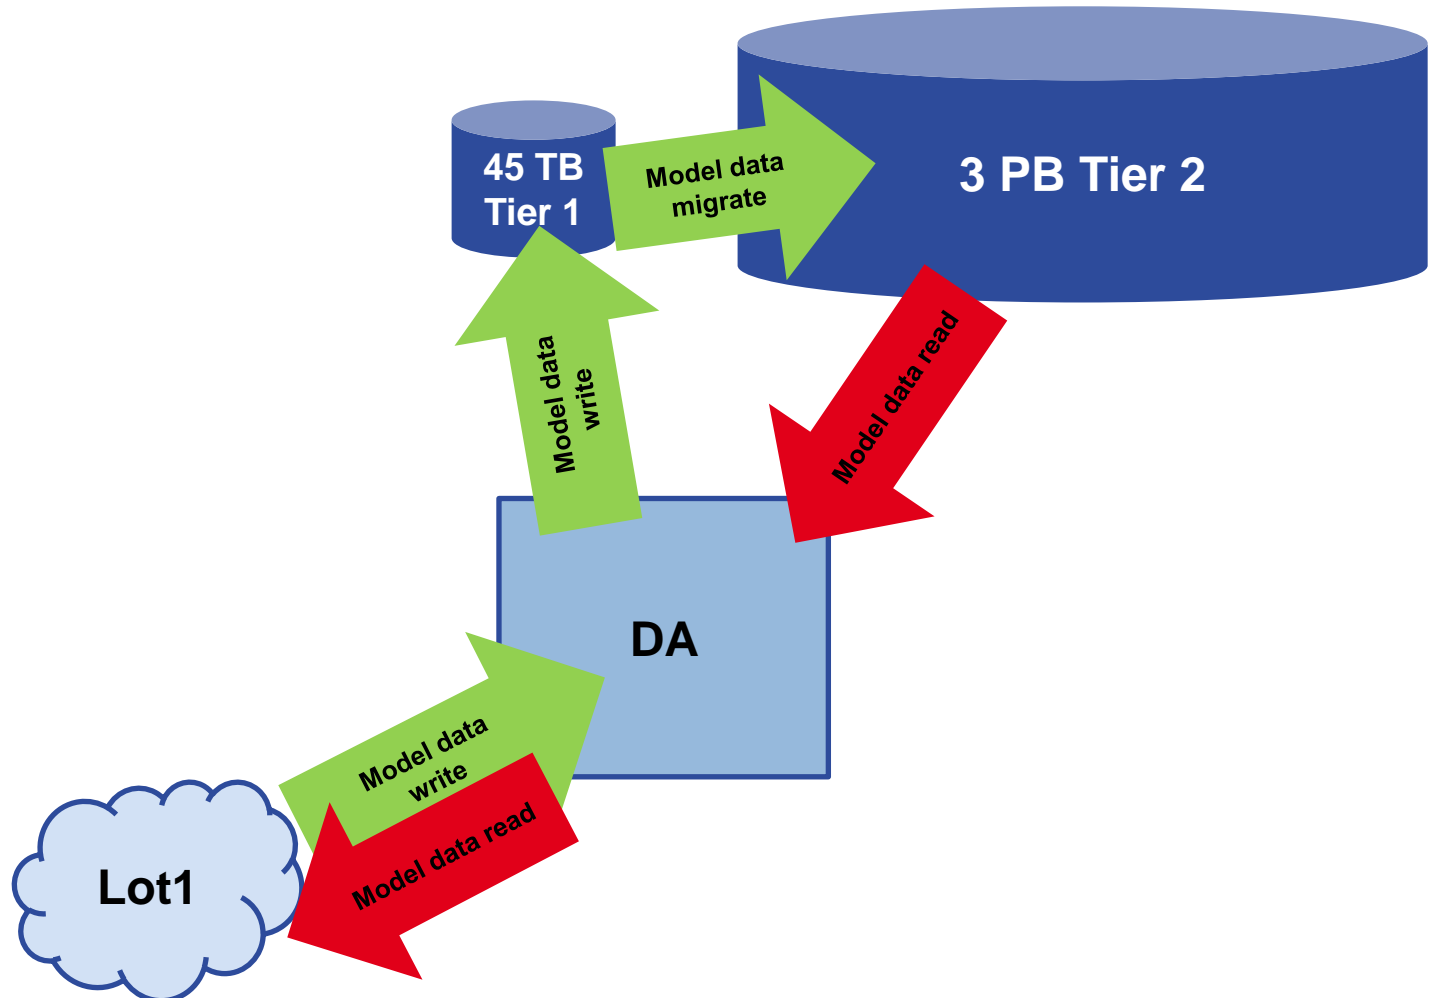 45 TB
Tier 1
Model data
migrate
3 PB Tier 2
Model data
write
Model data read
DA
Model data
write
Model data read
Lot1